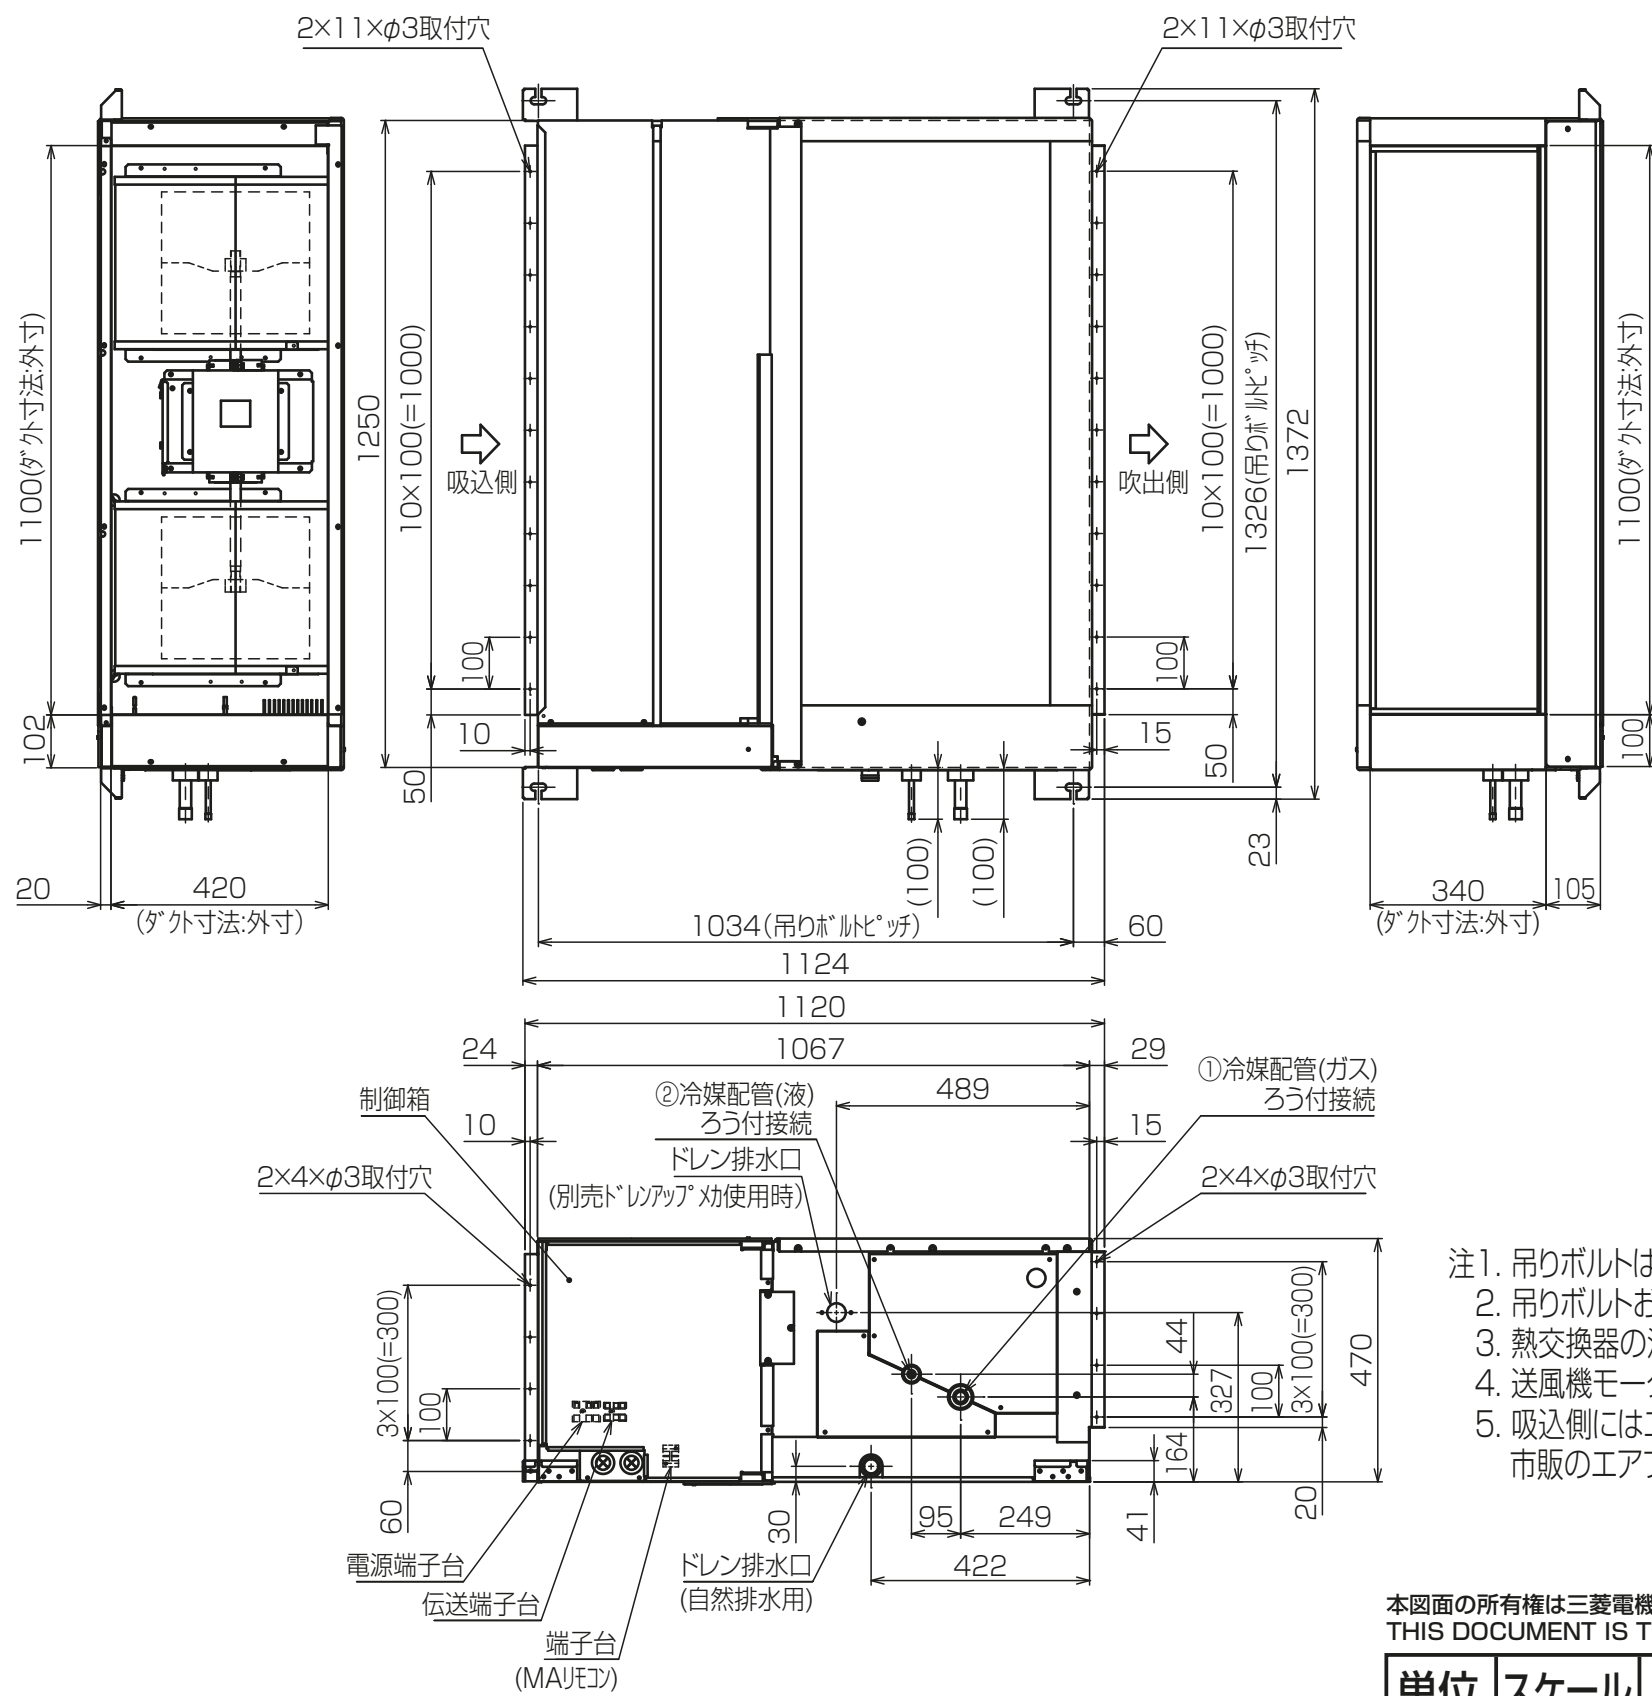 2×11×φ3取付穴
2×11×φ3取付穴
1100(ダクト寸法:外寸)
102
20
420
(ダクト寸法:外寸)
1250
10×100(=1000)
吸込側
100
10
50
吹出側
10×100(=1000)
1326(吊りボルトピッチ)
1372
100
15
50
23
(100)
(100)
1034(吊りボルトピッチ)
60
1124
1100(ダクト寸法:外寸)
100
340
105
(ダクト寸法:外寸)
1120
24
1067
29
①冷媒配管(ガス)
ろう付接続
②冷媒配管(液)
ろう付接続
489
制御箱
10
15
ドレン排水口
(別売ドレンアップメカ使用時)
2×4×φ3取付穴
2×4×φ3取付穴
3×100(=300)
100
60
44
327
164
100
3×100(=300)
470
20
41
30
95
249
422
電源端子台
伝送端子台
端子台
(MAリモコン)
ドレン排水口
(自然排水用)
注1. 吊りボルトは
2. 吊りボルトお
3. 熱交換器の
4. 送風機モー
5. 吸込側には
市販のエア
本図面の所有権は三菱電機
THIS DOCUMENT IS T
単位 スケール